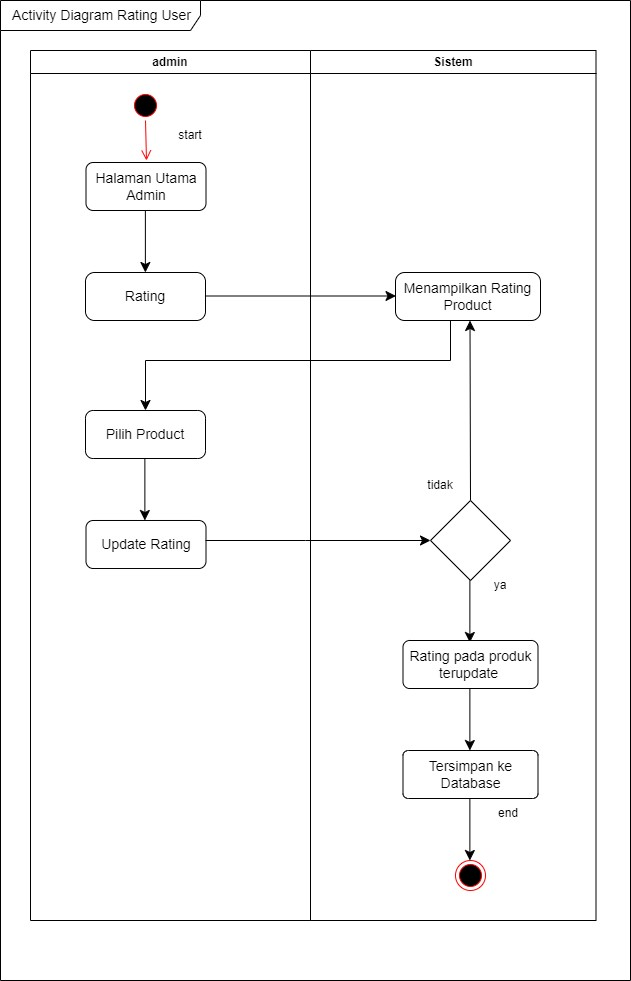 Activity Diagram Rating User
admin
Sistem
start
Halaman Utama
Admin
Rating
Menampilkan Rating
Product
Pilih Product
tidak
Update Rating
ya
Rating pada produk
terupdate
Tersimpan ke
Database
end